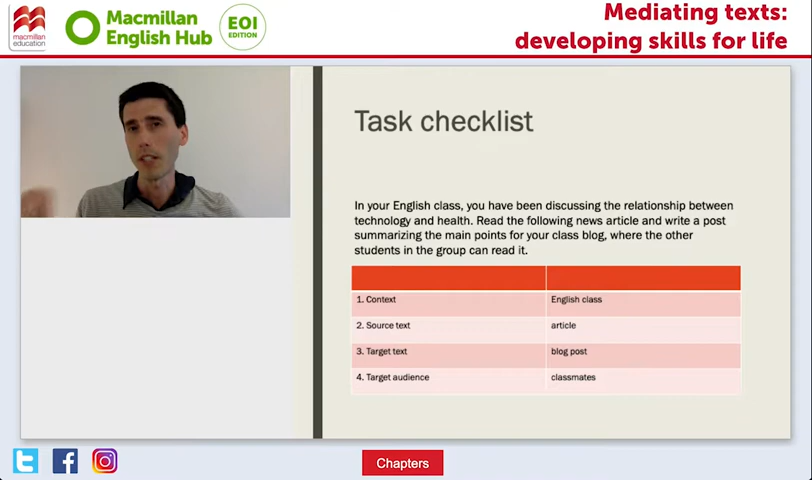 macmillan
education
Macmillan
English Hub
EOI
EDITION
Mediating texts:
developing skills for life
Task checklist
In your English class, you have been discussing the relationship between
technology and health. Read the following news article and write a post
summarizing the main points for your class blog, where the other
students in the group can read it.
1. Context English class
2. Source text article
3. Target text blog post
4. Target audience classmates
Chapters